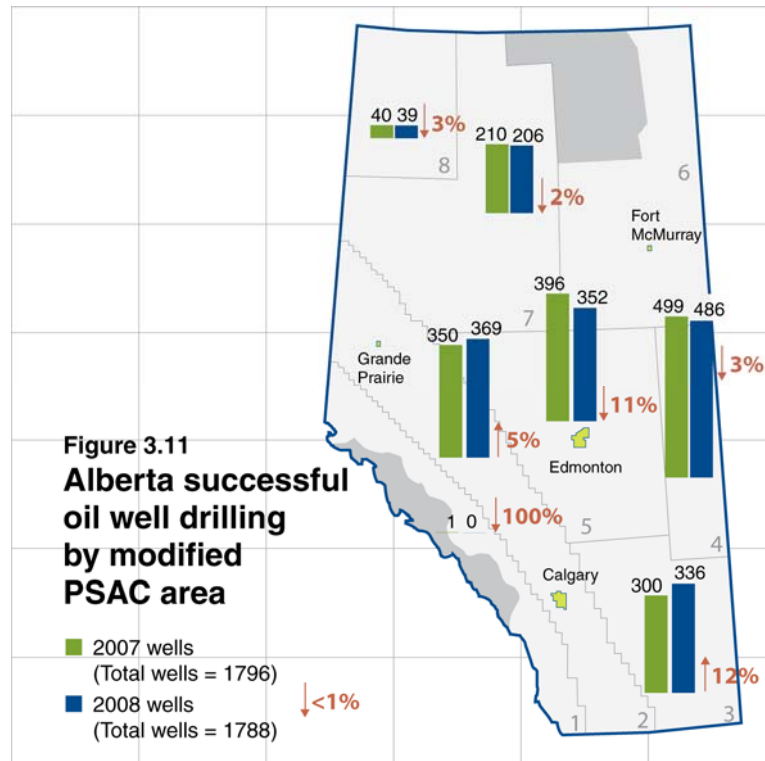 40 39
3%
8
210 206
2%
6
Fort
McMurray
396
352
7
499 486
3%
350
369
Grande
Prairie
11%
5%
Edmonton
Figure 3.11
Alberta successful
oil well drilling
by modified
PSAC area
1 0
100%
5
4
Calgary
300
336
12%
2007 wells
(Total wells = 1796)
<1%
2008 wells
(Total wells = 1788)
1
2
3